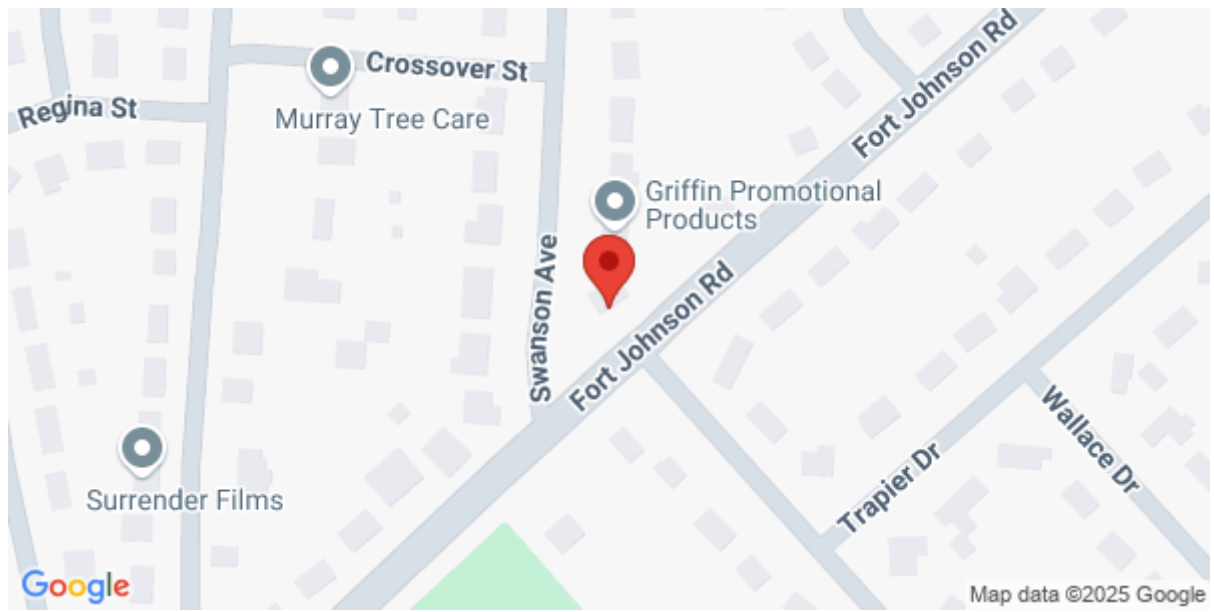 Crossover St
Fort Johnson Rd
Regina St
Murray Tree Care
Griffin Promotional
Products
Swanson Ave
Fort Johnson Rd
Wallace Dr
Trapier Dr
Surrender Films
Google
Map data ©2025 Google